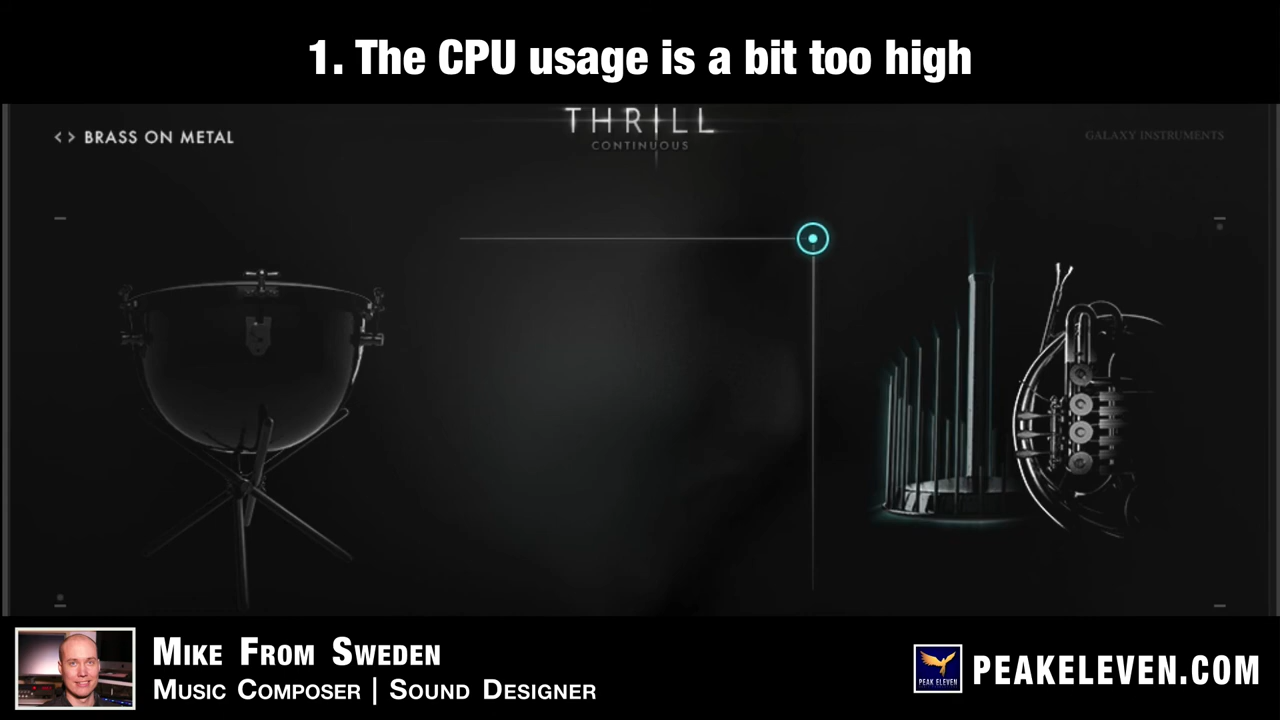 1. The CPU usage is a bit too high
THRILL
CONTINUOUS
<> BRASS ON METAL
GALAXY INSTRUMENTS
MIKE FROM SWEDEN
MUSIC COMPOSER | SOUND DESIGNER
PEAK ELEVEN
PEAKELEVEN.COM